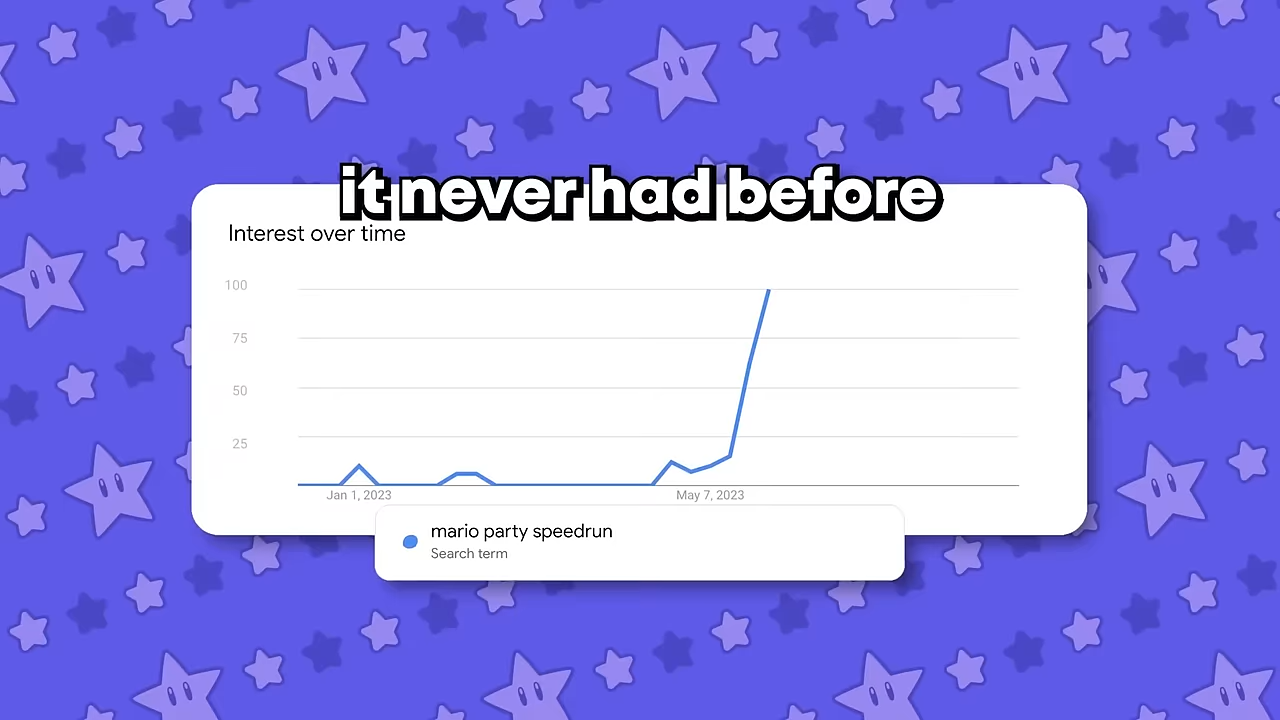 it never had before
Interest over time
100
75
50
25
Jan 1, 2023
May 7, 2023
mario party speedrun
Search term